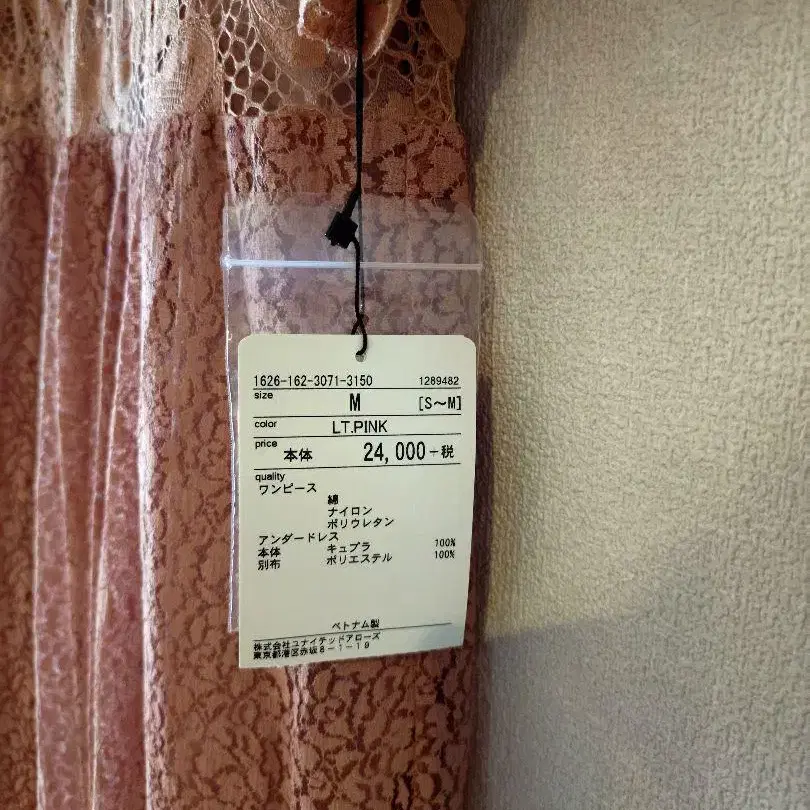 1626-162-3071-3150 1289482
size M [S～M]
color LT.PINK
price 本体 24,000+税
quality
ワンピース
綿
ナイロン
ポリウレタン
アンダードレス
本体 キュプラ 100%
別布 ポリエステル 100%
ベトナム製
株式会社ユナイテッドアローズ
東京都港区赤坂8-1-19